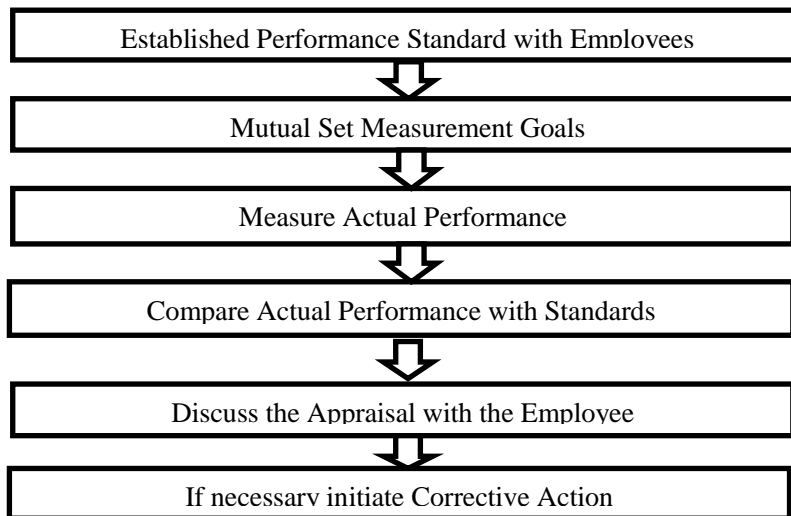 Established Performance Standard with Employees
Mutual Set Measurement Goals
Measure Actual Performance
Compare Actual Performance with Standards
Discuss the Appraisal with the Employee
If necessary initiate Corrective Action